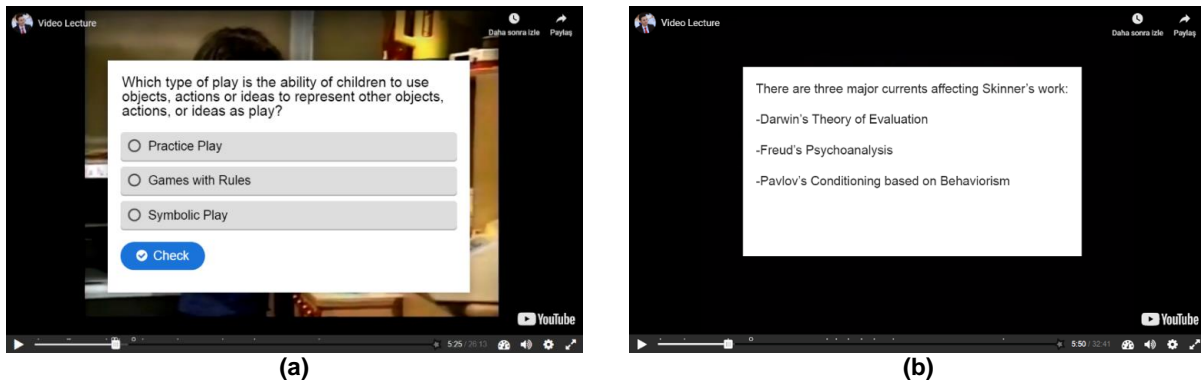 Video Lecture
Daha sonra izle
Paylaş
Which type of play is the ability of children to use
objects, actions or ideas to represent other objects,
actions, or ideas as play?
Practice Play
Games with Rules
Symbolic Play
Check
YouTube
5:25 / 26:13
(a)
Video Lecture
Daha sonra izle
Paylaş
There are three major currents affecting Skinner's work:
-Darwin's Theory of Evaluation
-Freud's Psychoanalysis
-Pavlov's Conditioning based on Behaviorism
YouTube
5:50 / 32:41
(b)